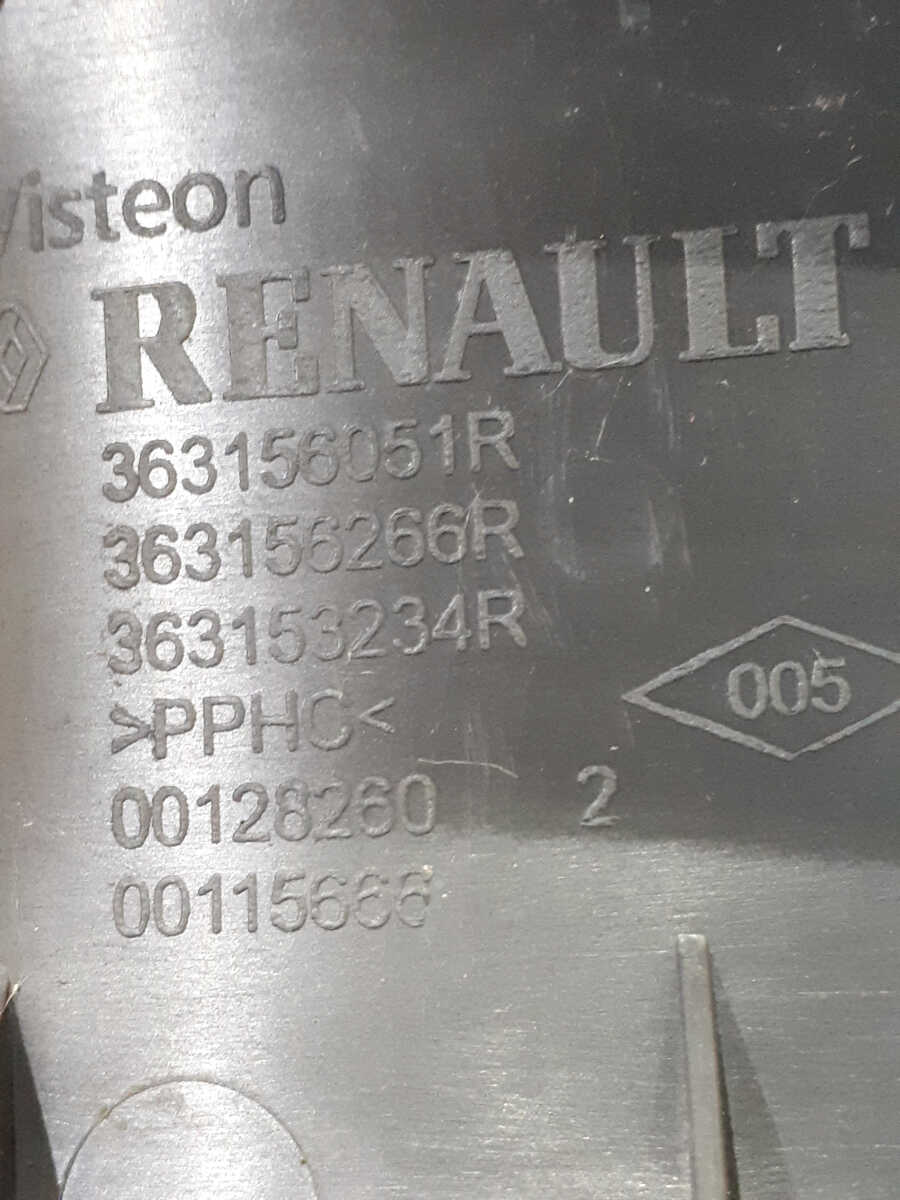 Visteon
RENAULT
363156051R
363156266R
363153234R
>PPHC<
005
00128260
2
00115666